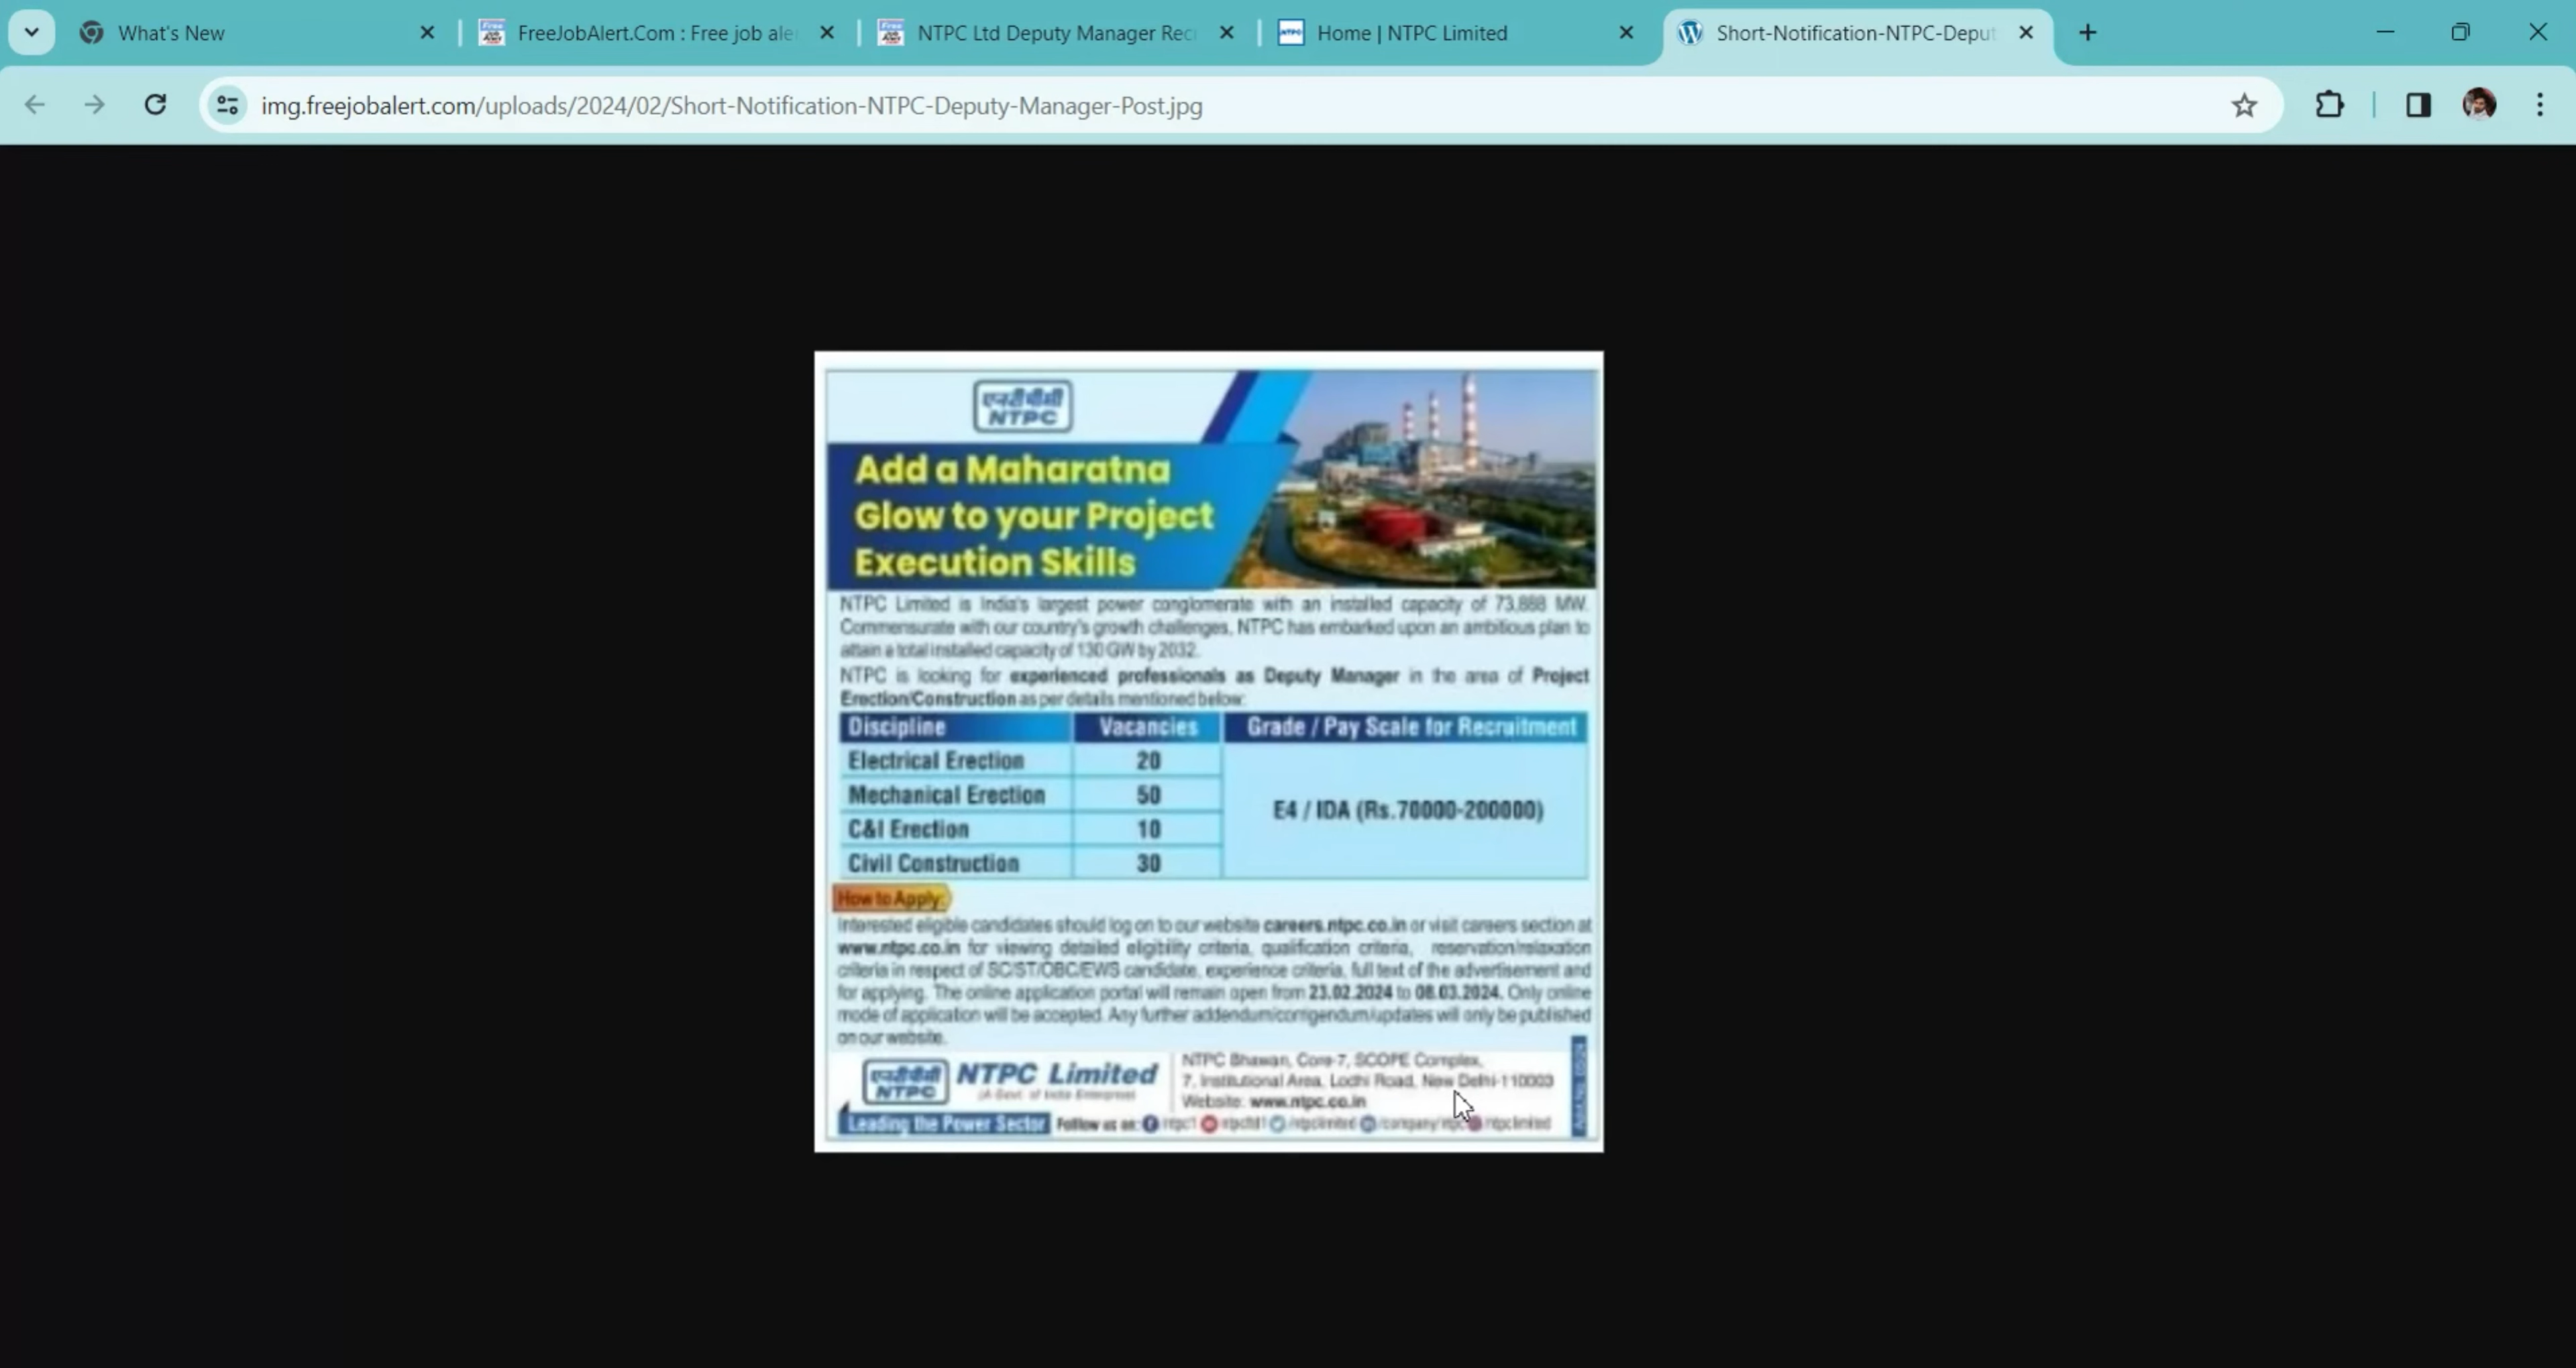 What's New
FreeJobAlert.Com : Free job ale
NTPC Ltd Deputy Manager Rec
Home | NTPC Limited
Short-Notification-NTPC-Deput
img.freejobalert.com/uploads/2024/02/Short-Notification-NTPC-Deputy-Manager-Post.jpg
एनटीपीसी
NTPC
Add a Maharatna
Glow to your Project
Execution Skills
NTPC Limited is India's largest power conglomerate with an installed capacity of MW.
Commensurate with our country's growth challenges, NTPC has embarked upon an ambitious plan to
attain a total installed capacity of 130 GW by 2032.
NTPC is looking for experienced professionals as Deputy Manager in the area of Project
Erection/Construction as per details mentioned below:
Discipline Vacancies Grade / Pay Scale for Recruitment
Electrical Erection 20
Mechanical Erection 50
E4 / IDA (Rs.70000-200000)
C&I Erection 10
Civil Construction 30
How to Apply:
Interested eligible candidates should log on to our website careers.ntpc.co.in or visit careers section at
www.ntpc.co.in for viewing detailed eligibility criteria, qualification criteria, reservation/relaxation
criteria in respect of SC/ST/OBC/EWS candidate, experience criteria, full text of the advertisement and
for applying. The online application portal will remain open from 23.02.2024 to 08.03.2024. Only online
mode of application will be accepted. Any further addendum/corrigendum/updates will only be published
on our website.
एनटीपीसी
NTPC
NTPC Limited
(A Govt. of India Enterprise)
NTPC Bhawan, Core-7, SCOPE Complex,
7, Institutional Area, Lodhi Road, New Delhi-110003
Website: www.ntpc.co.in
Leading the Power Sector Follow us on: /ntpc1 /ntpclimited /company/ntpc ntpclimited